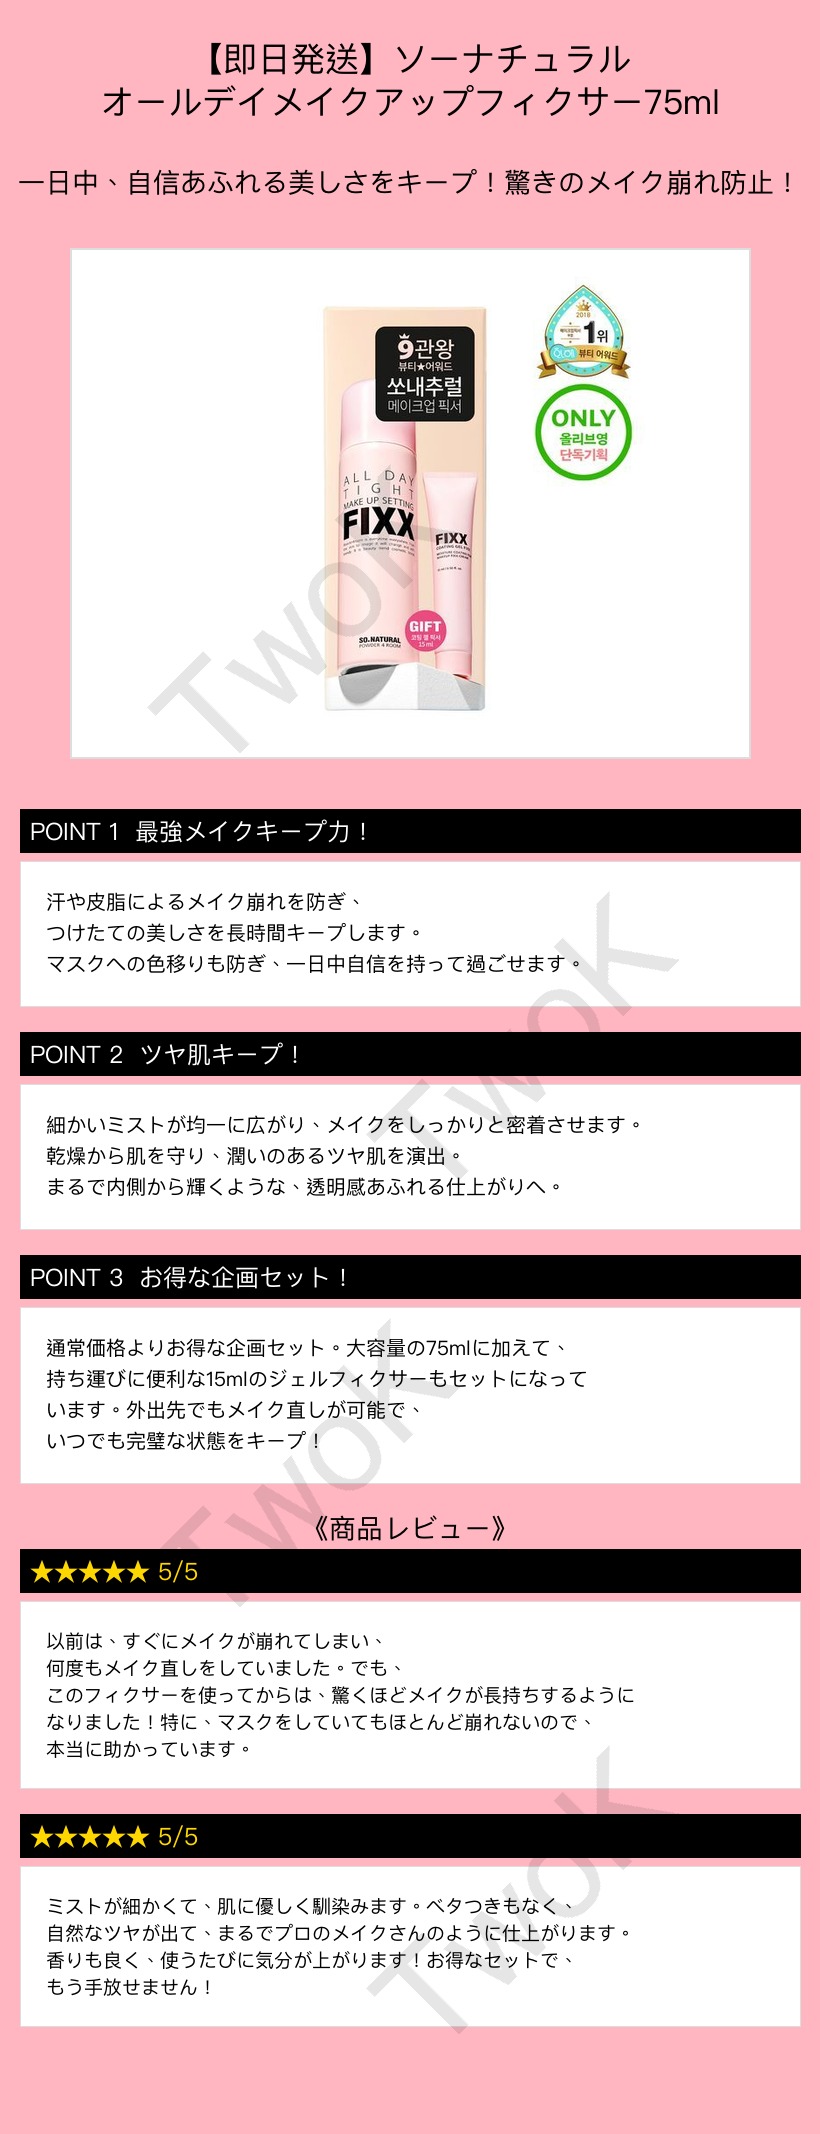 【即日発送】ソーナチュラル
オールデイメイクアップフィクサー75ml
一日中、自信あふれる美しさをキープ！驚きのメイク崩れ防止！
9관왕
뷰티★어워드
쏘내추럴
메이크업 픽서
ALL DAY
TIGHT
MAKE UP SETTING
FIXX
SO.NATURAL
POWDER & ROOM
FIXX
COATING GEL FIX
GIFT
코팅 젤 픽서
15ml
2018
1위
뷰티 어워드
ONLY
올리브영
단독기획
TwoK
POINT 1 最強メイクキープ力！
汗や皮脂によるメイク崩れを防ぎ、
つけたての美しさを長時間キープします。
マスクへの色移りも防ぎ、一日中自信を持って過ごせます。
TwoK
POINT 2 ツヤ肌キープ！
細かいミストが均一に広がり、メイクをしっかりと密着させます。
乾燥から肌を守り、潤いのあるツヤ肌を演出。
まるで内側から輝くような、透明感あふれる仕上がりへ。
POINT 3 お得な企画セット！
通常価格よりお得な企画セット。大容量の75mlに加えて、
持ち運びに便利な15mlのジェルフィクサーもセットになって
います。外出先でもメイク直しが可能で、
いつでも完璧な状態をキープ！
TwoK
《商品レビュー》
★★★★★ 5/5
以前は、すぐにメイクが崩れてしまい、
何度もメイク直しをしていました。でも、
このフィクサーを使ってからは、驚くほどメイクが長持ちするように
なりました！特に、マスクをしていてもほとんど崩れないので、
本当に助かっています。
★★★★★ 5/5
ミストが細かくて、肌に優しく馴染みます。ベタつきもなく、
自然なツヤが出て、まるでプロのメイクさんのように仕上がります。
香りも良く、使うたびに気分が上がります！お得なセットで、
もう手放せません！
TwoK